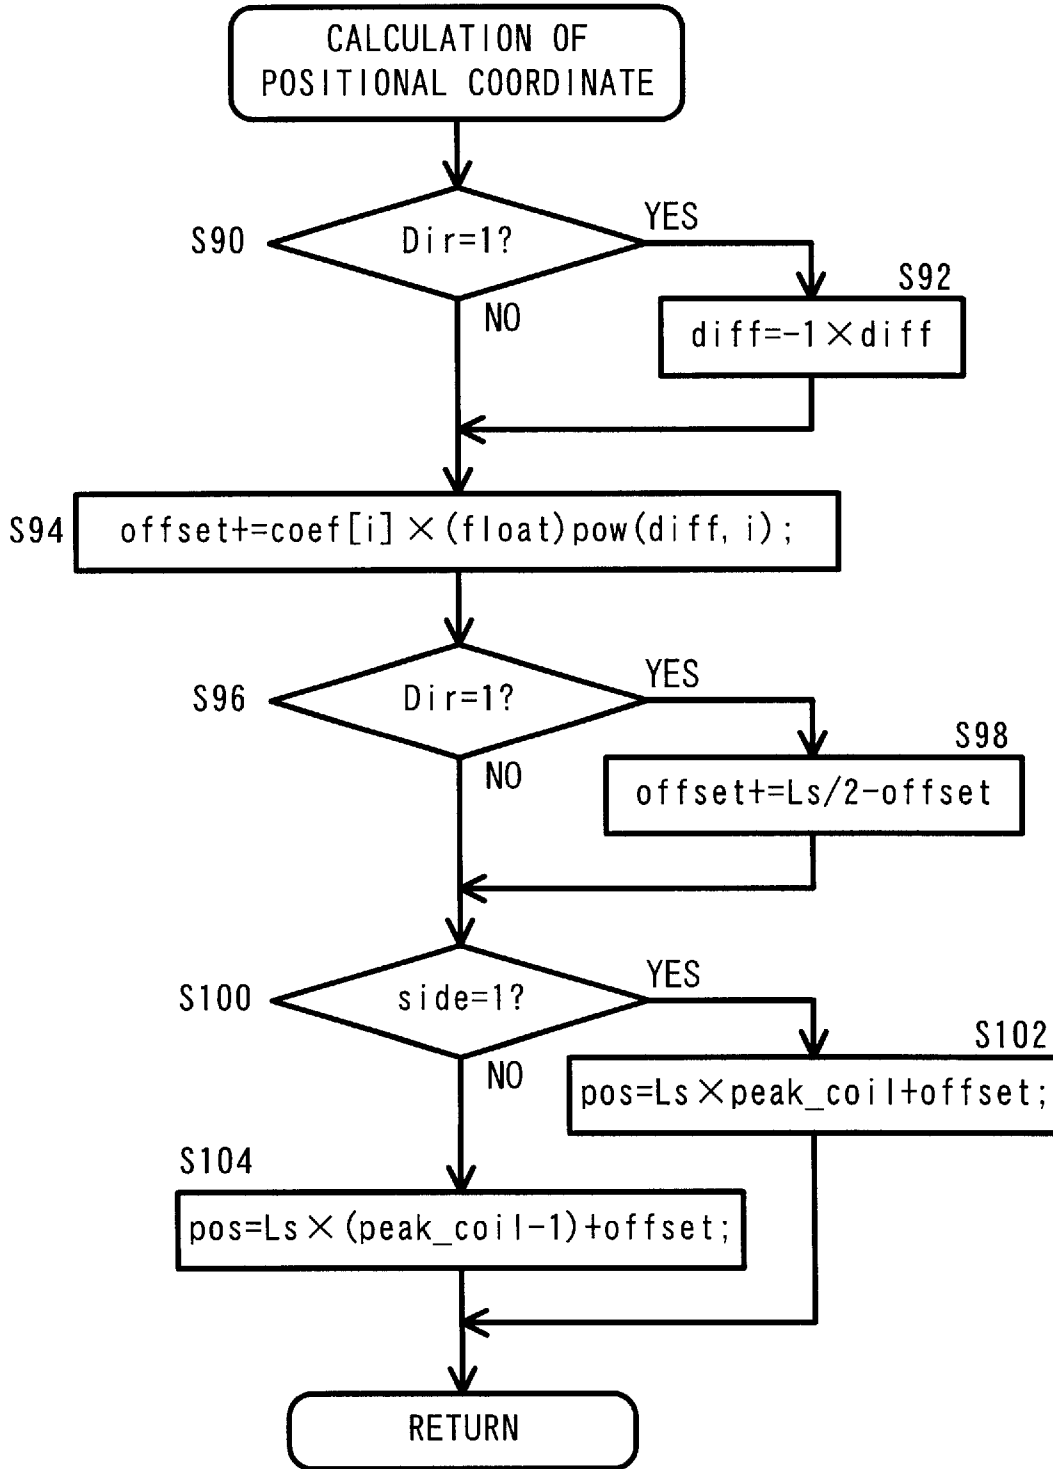 CALCULATION OF
POSITIONAL COORDINATE
S90
Dir=1?
YES
NO
S92
diff=-1×diff
S94
offset+=coef[i]×(float)pow(diff, i);
S96
Dir=1?
YES
NO
S98
offset+=Ls/2-offset
S100
side=1?
YES
NO
S102
pos=Ls×peak_coil+offset;
S104
pos=Ls×(peak_coil-1)+offset;
RETURN